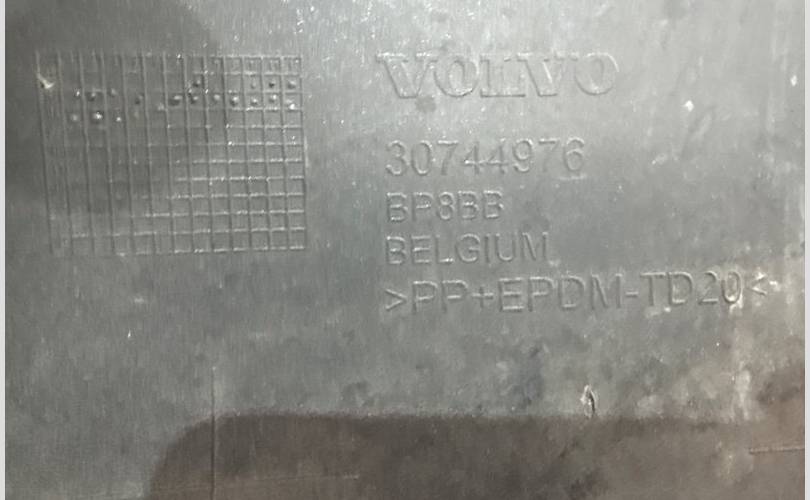 VOLVO
30744976
BP8BB
BELGIUM
>PP+EPDM-TD20<